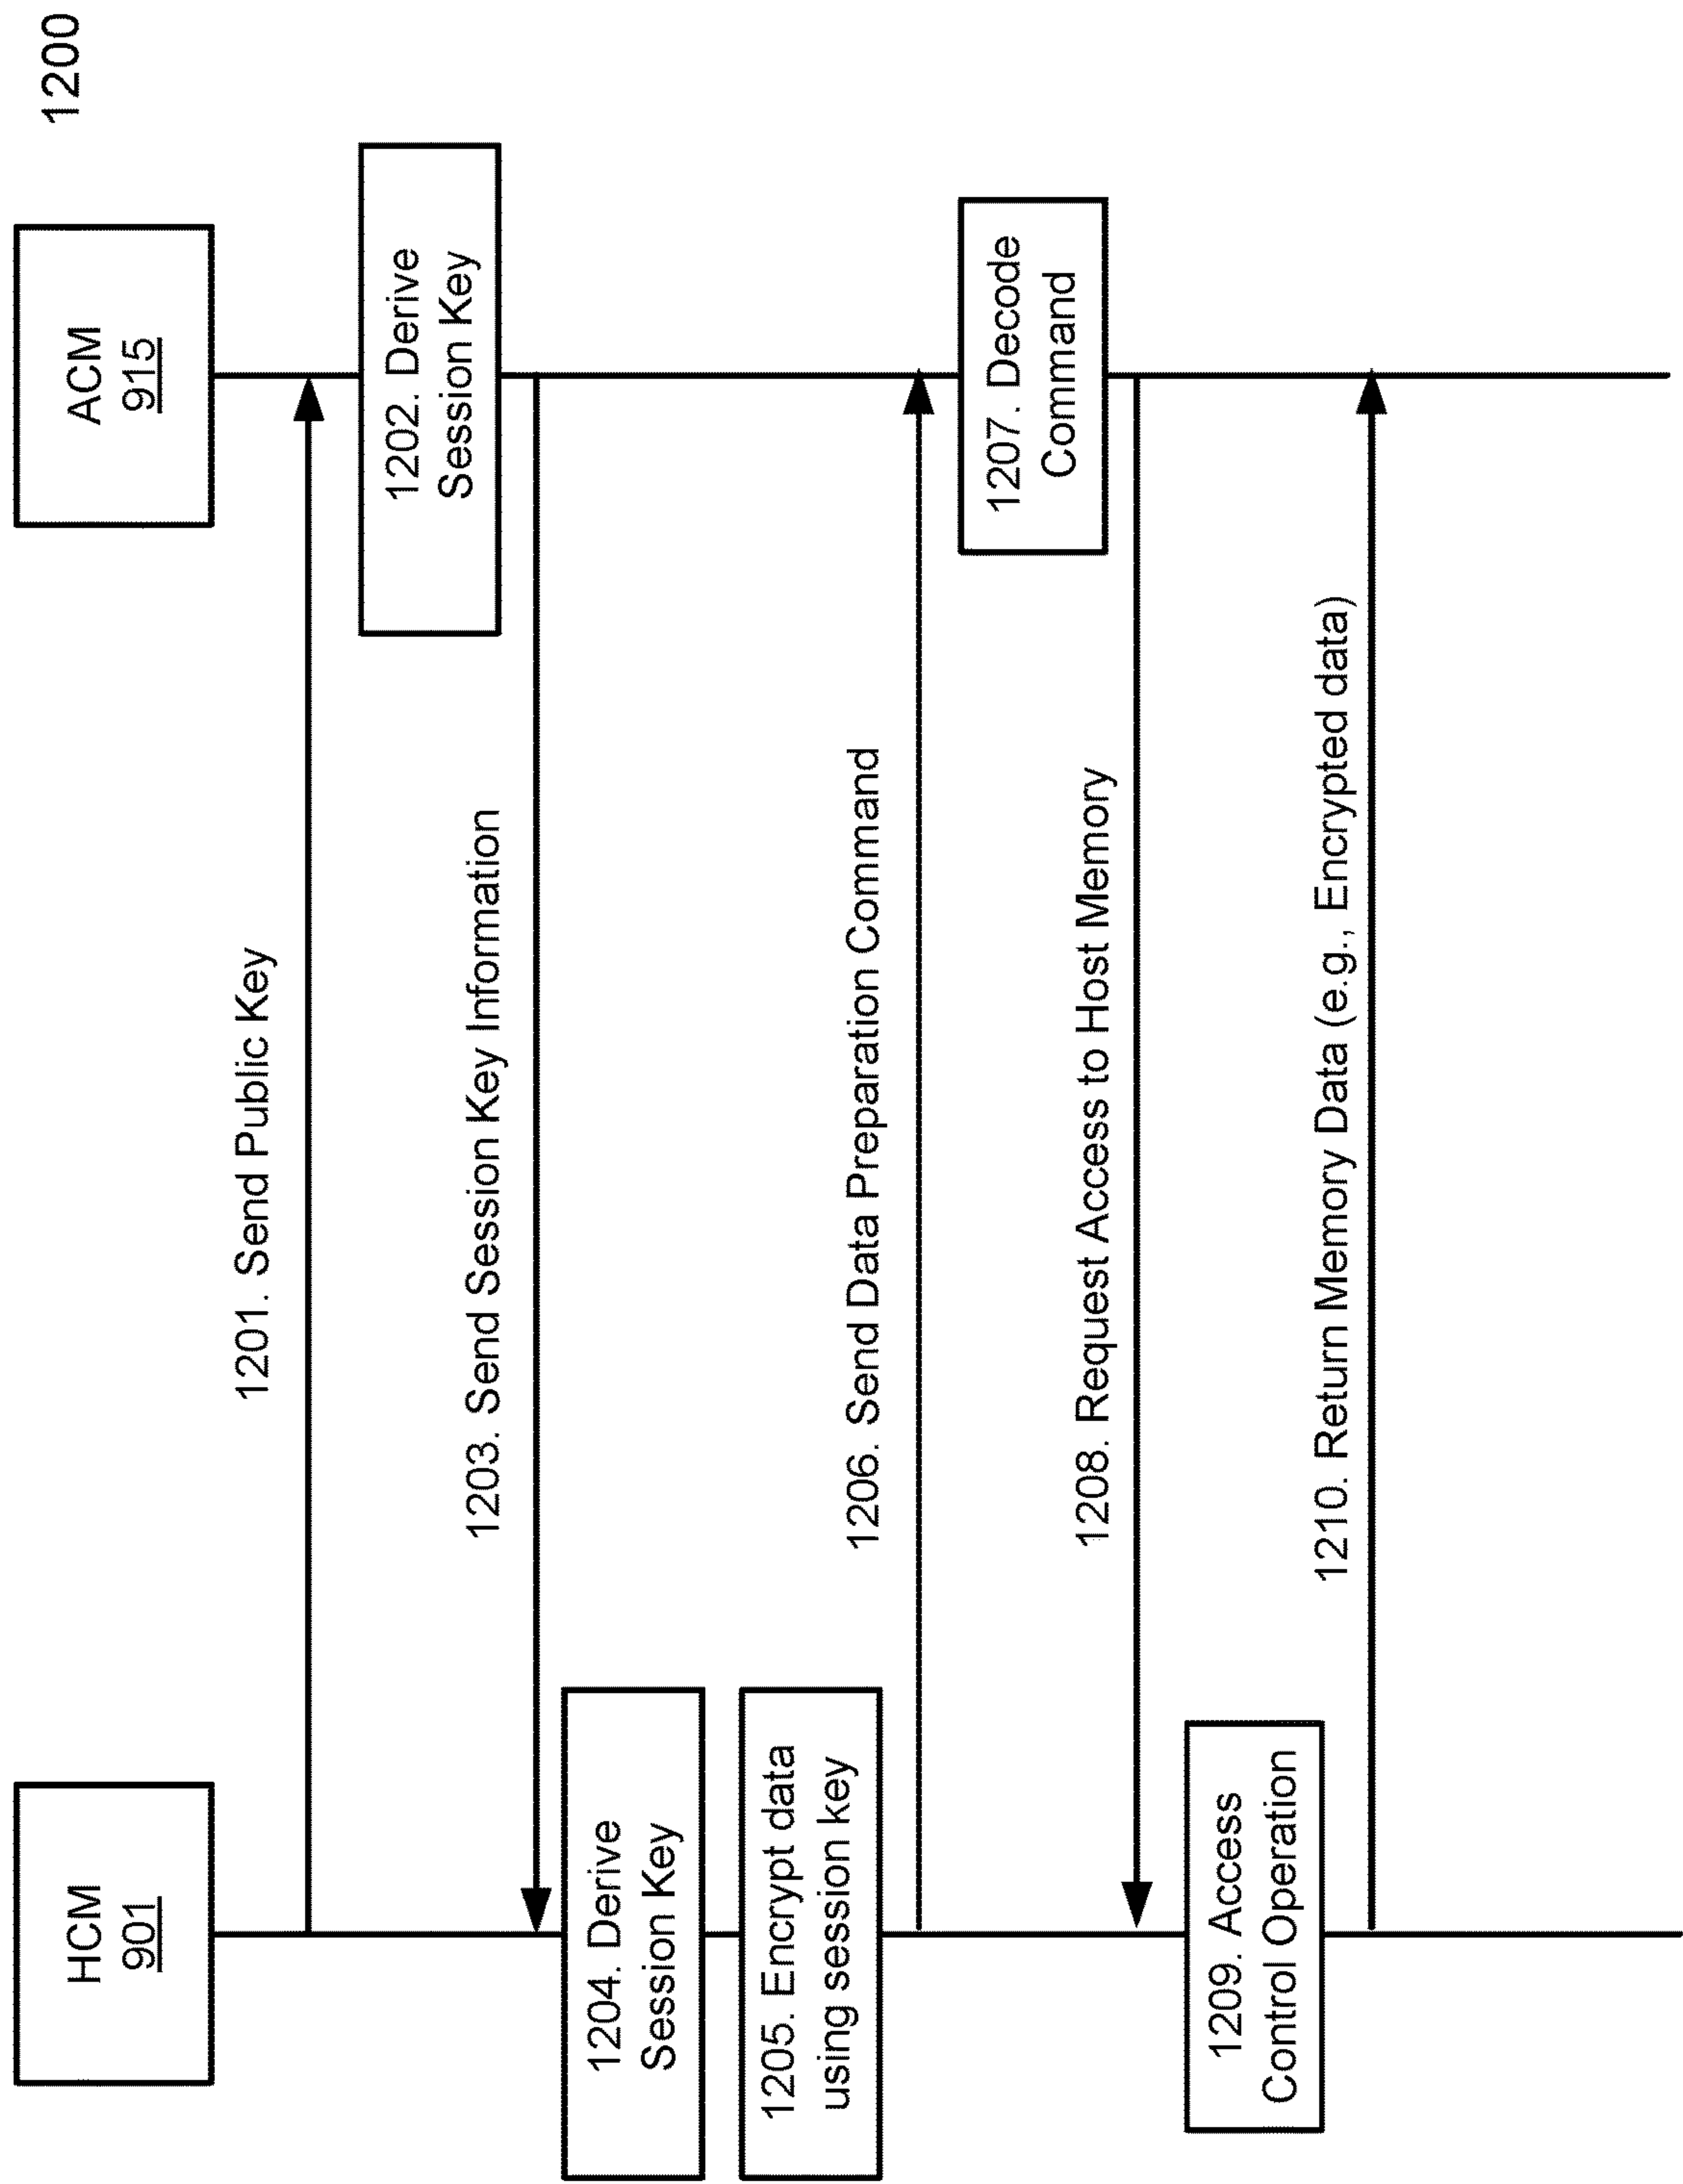 1200
HCM
901
ACM
915
1201. Send Public Key
1202. Derive
Session Key
1203. Send Session Key Information
1204. Derive
Session Key
1205. Encrypt data
using session key
1206. Send Data Preparation Command
1207. Decode
Command
1208. Request Access to Host Memory
1209. Access
Control Operation
1210. Return Memory Data (e.g., Encrypted data)